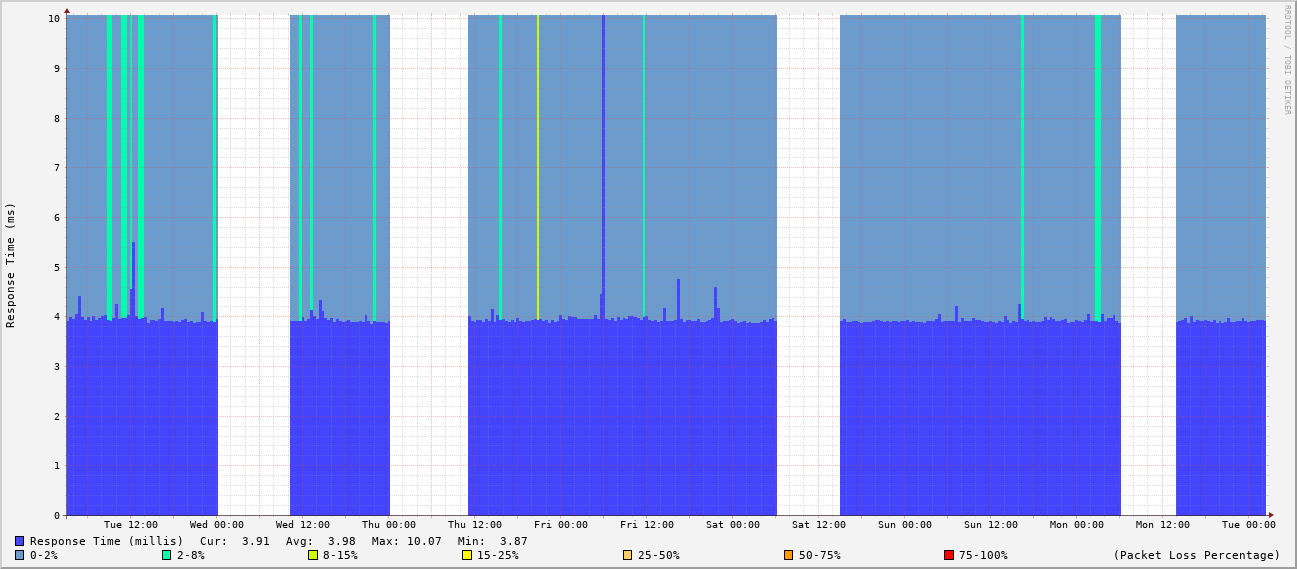 RRDTOOL / TOBI OETIKER
Response Time (ms)
10
9
8
7
6
5
4
3
2
1
0
Tue 12:00 Wed 00:00 Wed 12:00 Thu 00:00 Thu 12:00 Fri 00:00 Fri 12:00 Sat 00:00 Sat 12:00 Sun 00:00 Sun 12:00 Mon 00:00 Mon 12:00 Tue 00:00
Response Time (millis) Cur: 3.91 Avg: 3.98 Max: 10.07 Min: 3.87
0-2% 2-8% 8-15% 15-25% 25-50% 50-75% 75-100% (Packet Loss Percentage)